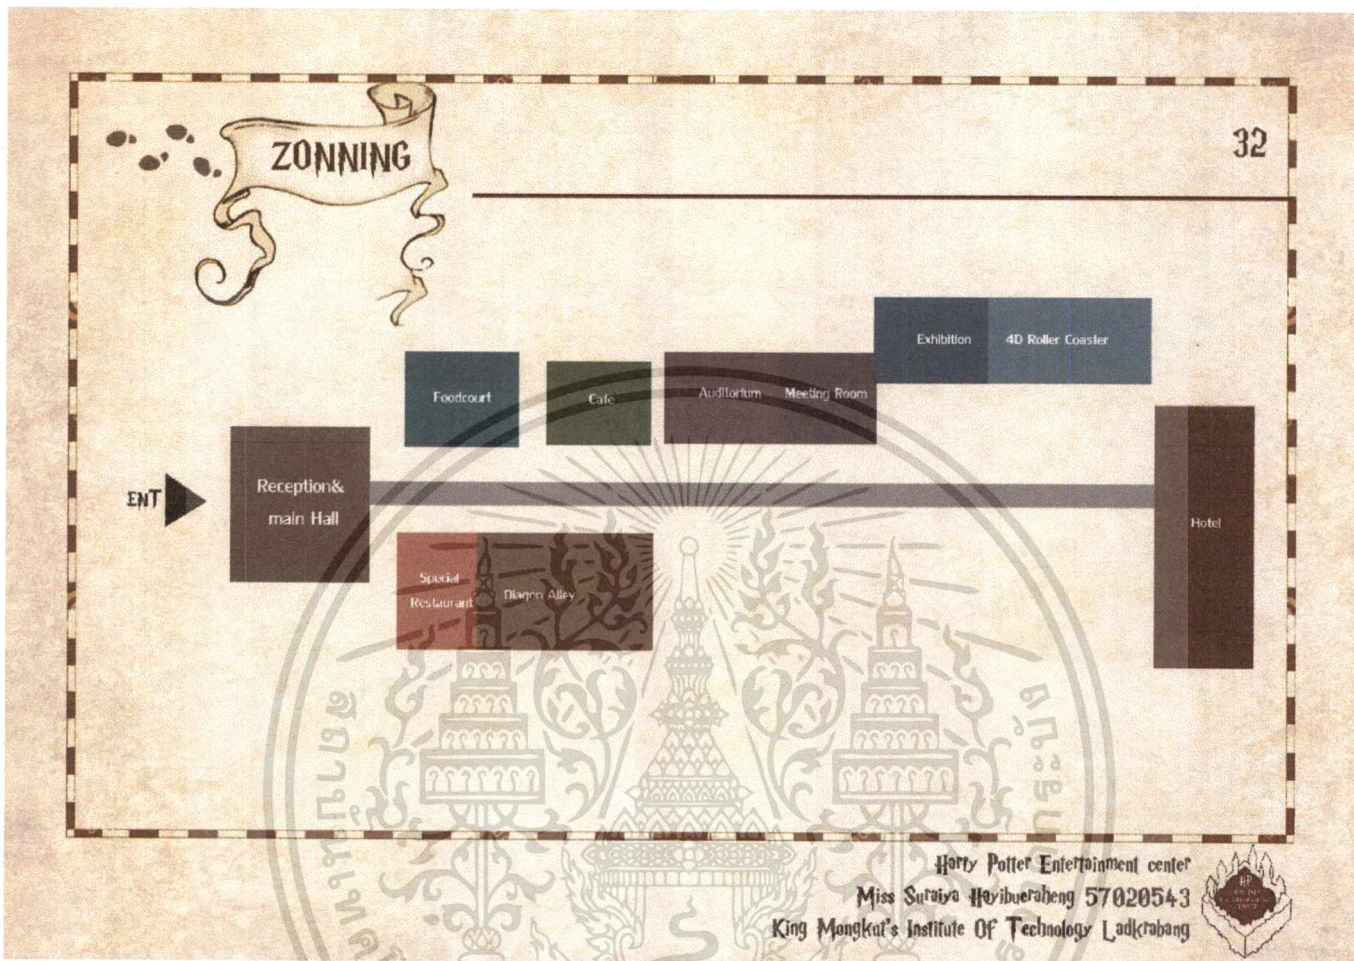 ZONNING
32
Exhibition
4D Roller Coaster
Foodcourt
Cafe
Auditorium
Meeting Room
ENT
Reception&
main Hall
Hotel
Special
Restaurant
Diagon Alley
Harry Potter Entertainment center
Miss Suraiya Hayibueraheng 57020543
King Mongkut's Institute Of Technology Ladkrabang
HP